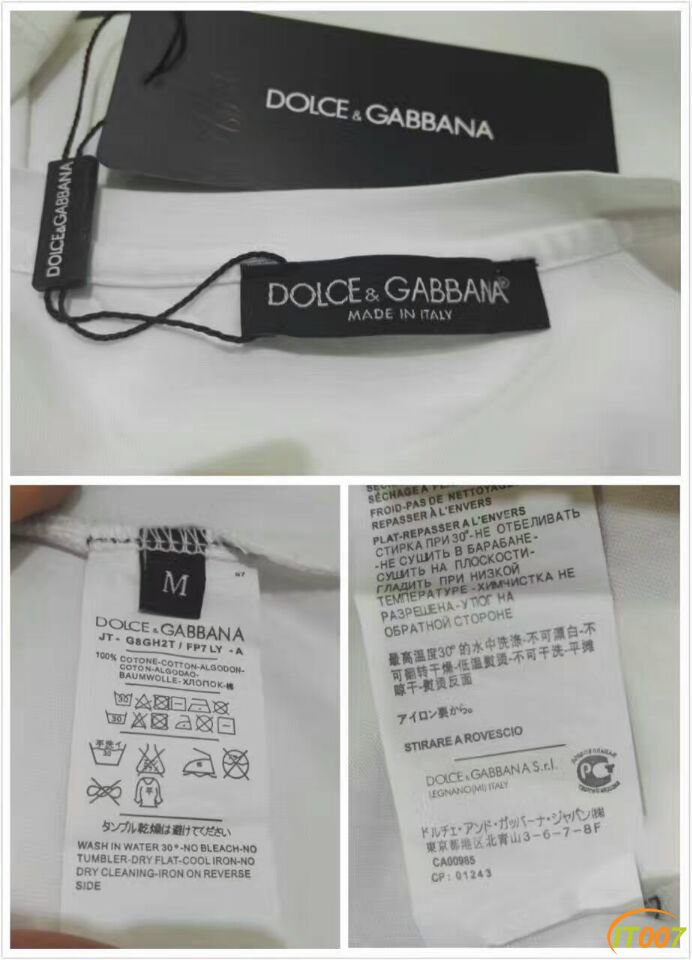 DOLCE & GABBANA
DOLCE & GABBANA
DOLCE & GABBANA
MADE IN ITALY
M
DOLCE & GABBANA
JT - G8GH2T / FP7LY -A
100% COTONE-COTTON-ALGODON-
COTON-ALGODAO-
BAUMWOLLE-ХЛОПОК-棉
30
30
手洗イ
30
タンブル乾燥は避けてください
WASH IN WATER 30°-NO BLEACH-NO
TUMBLER-DRY FLAT-COOL IRON-NO
DRY CLEANING-IRON ON REVERSE
SIDE
SECHAGE A
FROID-PAS DE NETTOYAGE
REPASSER À L'ENVERS
PLAT-REPASSER A L'ENVERS
СТИРКА ПРИ 30°-НЕ ОТБЕЛИВАТЬ
-НЕ СУШИТЬ В БАРАБАНЕ-
СУШИТЬ НА ПЛОСКОСТИ-
ГЛАДИТЬ ПРИ НИЗКОЙ
ТЕМПЕРАТУРЕ-ХИМЧИСТКА НЕ
РАЗРЕШЕНА-УТЮГ НА
ОБРАТНОЙ СТОРОНЕ
最高温度30°的水中洗涤-不可漂白-不
可翻转干燥-低温熨烫-不可干洗-平摊
晾干-熨烫反面
アイロン裏から。
STIRARE A ROVESCIO
DOLCE & GABBANA S.r.l.
LEGNANO(MI) ITALY
PCT
ドルチェ・アンド・ガッバーナ・ジャパン(株)
東京都港区北青山3-6-7-8F
CA00985
CP: 01243
IT007